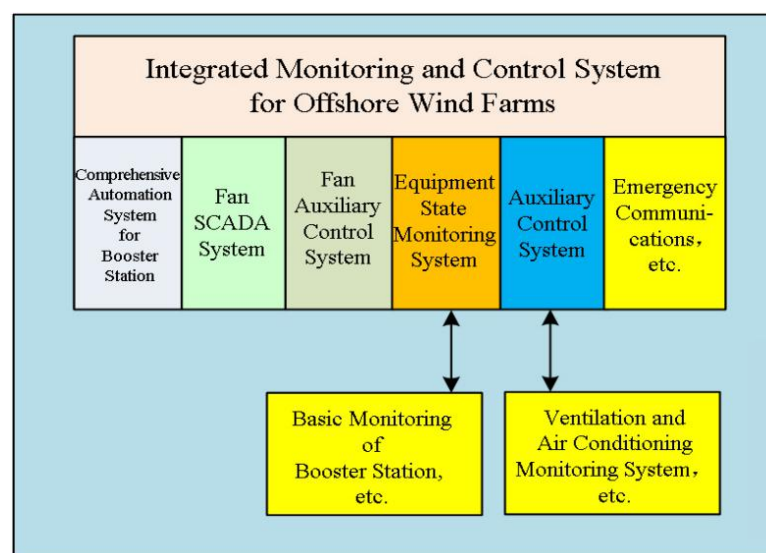 Integrated Monitoring and Control System
for Offshore Wind Farms
Comprehensive
Automation
System
for
Booster
Station
Fan
SCADA
System
Fan
Auxiliary
Control
System
Equipment
State
Monitoring
System
Auxiliary
Control
System
Emergency
Communi-
cations,
etc.
Basic Monitoring
of
Booster Station,
etc.
Ventilation and
Air Conditioning
Monitoring System,
etc.